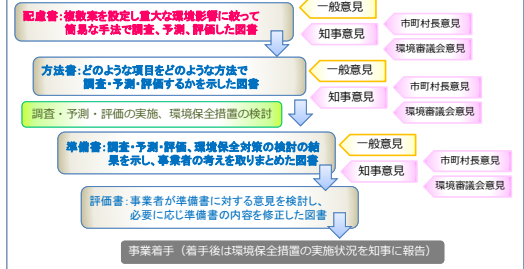 配慮書:複数案を設定し重大な環境影響に絞って
簡易な手法で調査、予測、評価した図書
一般意見
知事意見
市町村長意見
環境審議会意見
方法書:どのような項目をどのような方法で
調査・予測・評価するかを示した図書
一般意見
知事意見
市町村長意見
環境審議会意見
調査・予測・評価の実施、環境保全措置の検討
準備書:調査・予測・評価、環境保全対策の検討の結
果を示し、事業者の考えを取りまとめた図書
一般意見
知事意見
市町村長意見
環境審議会意見
評価書:事業者が準備書に対する意見を検討し、
必要に応じ準備書の内容を修正した図書
事業着手（着手後は環境保全措置の実施状況を知事に報告）